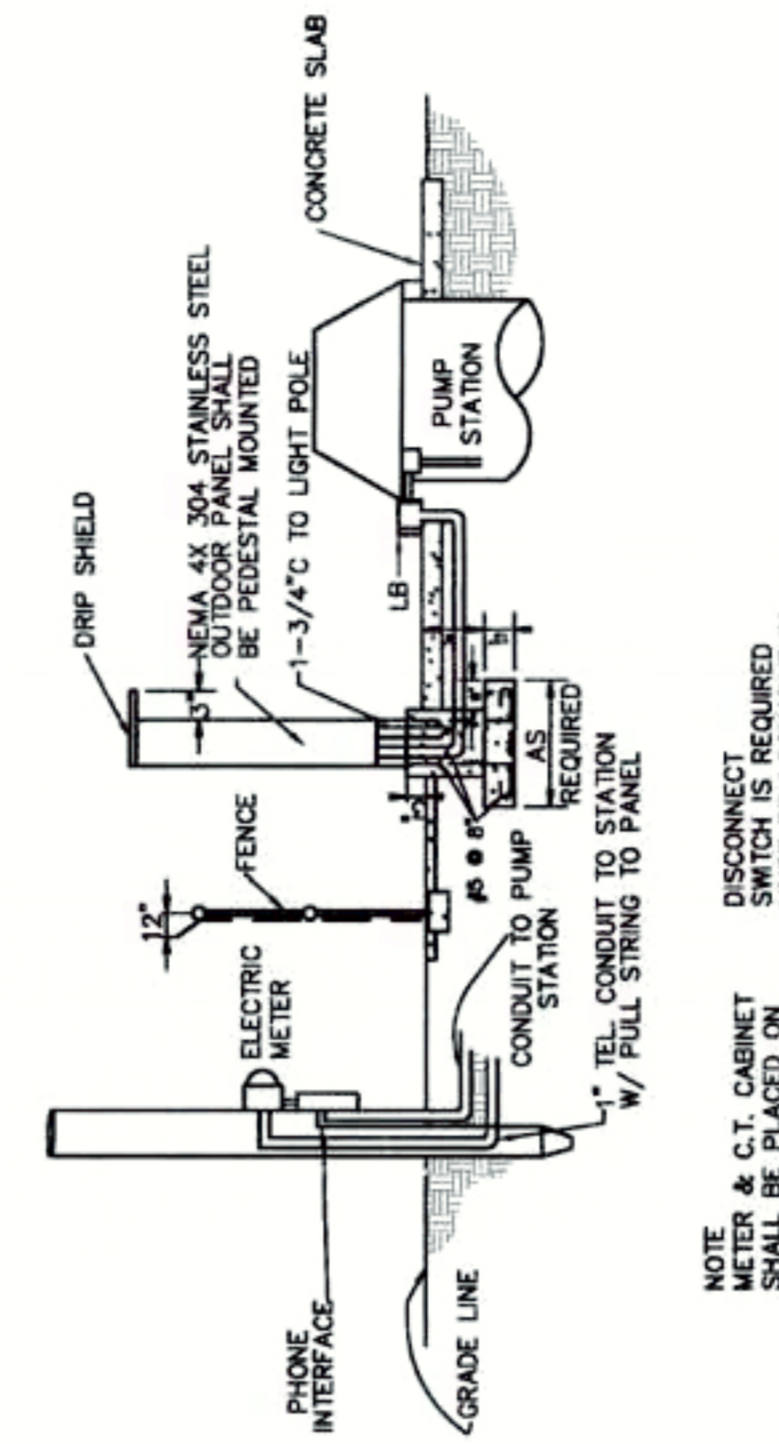 DRIP SHIELD
NEMA 4X 304 STAINLESS STEEL
OUTDOOR PANEL SHALL
BE PEDESTAL MOUNTED
3"
1-3/4"C TO LIGHT POLE
CONCRETE SLAB
12"
FENCE
ELECTRIC
METER
PHONE
INTERFACE
GRADE LINE
LB
PUMP
STATION
AS
REQUIRED
#5 @ 8"
CONDUIT TO PUMP
STATION
1" TEL. CONDUIT TO STATION
W/ PULL STRING TO PANEL
NOTE
METER & C.T. CABINET
SHALL BE PLACED ON
DISCONNECT
SWITCH IS REQUIRED